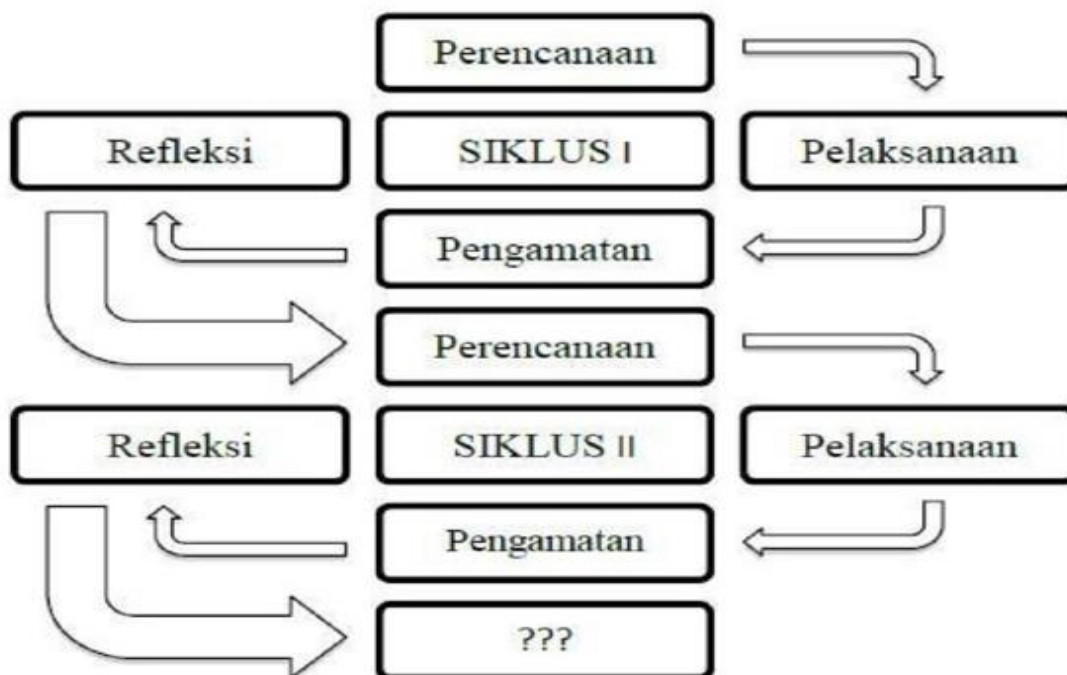 Perencanaan
Refleksi
SIKLUS I
Pelaksanaan
Pengamatan
Perencanaan
Refleksi
SIKLUS II
Pelaksanaan
Pengamatan
???